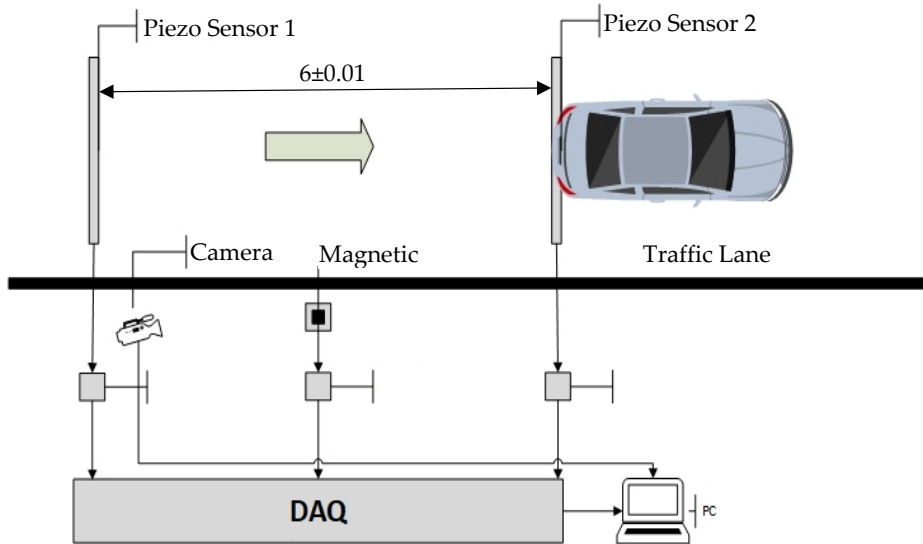 Piezo Sensor 1
Piezo Sensor 2
6±0.01
Camera
Magnetic
Traffic Lane
DAQ
PC